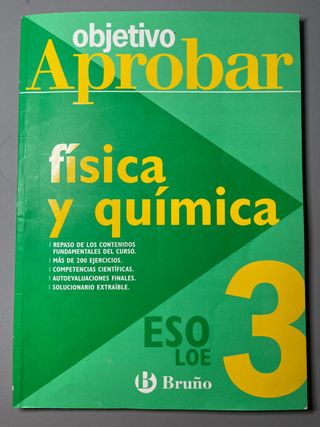 objetivo
Aprobar
física
y química
| REPASO DE LOS CONTENIDOS
FUNDAMENTALES DEL CURSO.
| MÁS DE 200 EJERCICIOS.
| COMPETENCIAS CIENTÍFICAS.
| AUTOEVALUACIONES FINALES.
| SOLUCIONARIO EXTRAÍBLE.
3
ESO
LOE
B Bruño